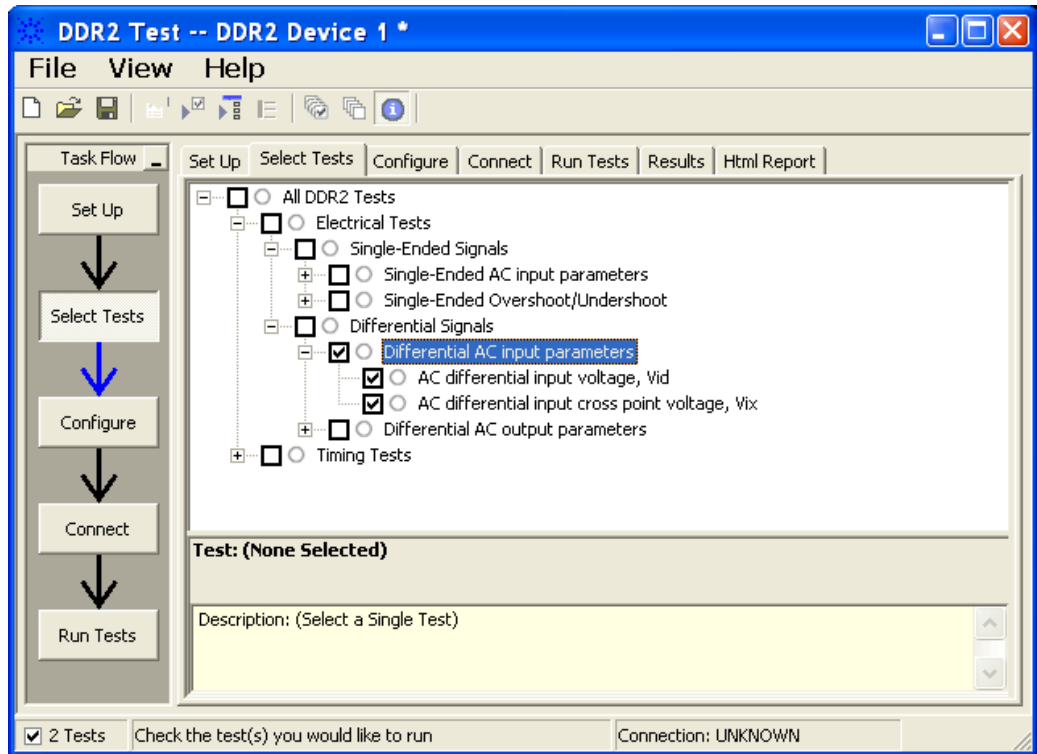 DDR2 Test -- DDR2 Device 1 *
File View Help
Task Flow
Set Up
Select Tests
Configure
Connect
Run Tests
Set Up Select Tests Configure Connect Run Tests Results Html Report
All DDR2 Tests
Electrical Tests
Single-Ended Signals
Single-Ended AC input parameters
Single-Ended Overshoot/Undershoot
Differential Signals
Differential AC input parameters
AC differential input voltage, Vid
AC differential input cross point voltage, Vix
Differential AC output parameters
Timing Tests
Test: (None Selected)
Description: (Select a Single Test)
2 Tests Check the test(s) you would like to run Connection: UNKNOWN